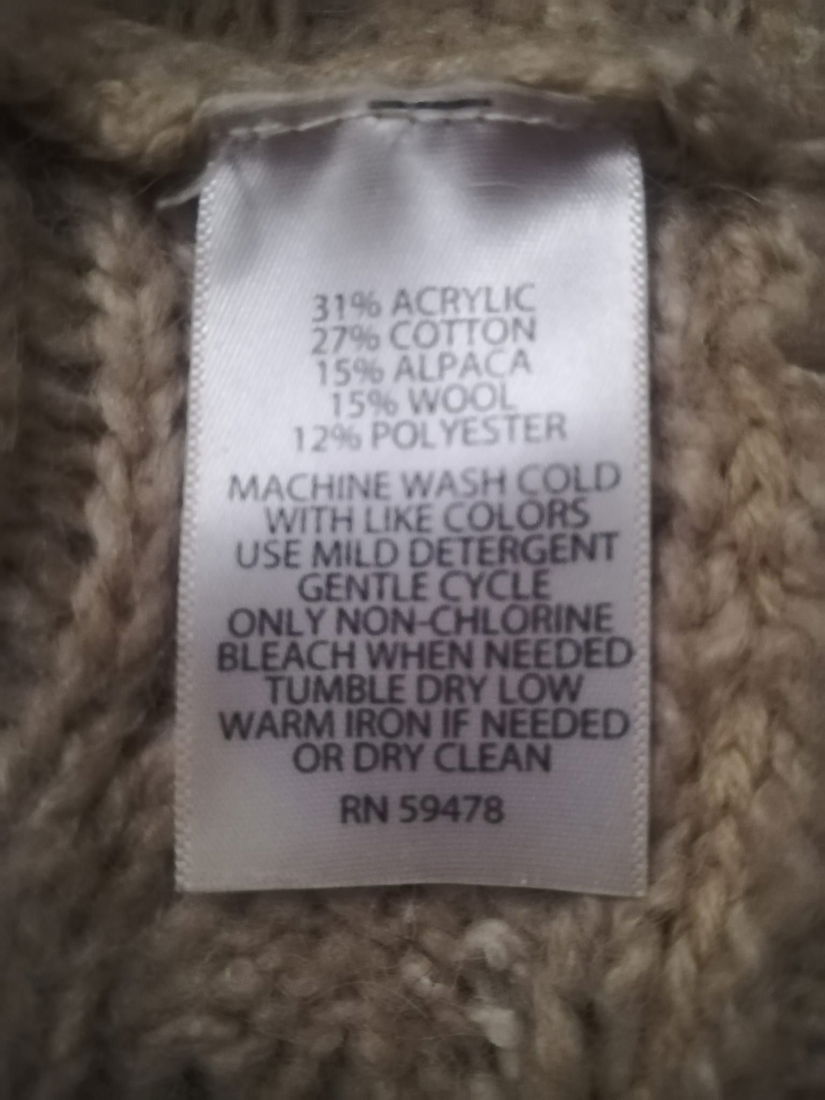 31% ACRYLIC
27% COTTON
15% ALPACA
15% WOOL
12% POLYESTER
MACHINE WASH COLD
WITH LIKE COLORS
USE MILD DETERGENT
GENTLE CYCLE
ONLY NON-CHLORINE
BLEACH WHEN NEEDED
TUMBLE DRY LOW
WARM IRON IF NEEDED
OR DRY CLEAN
RN 59478